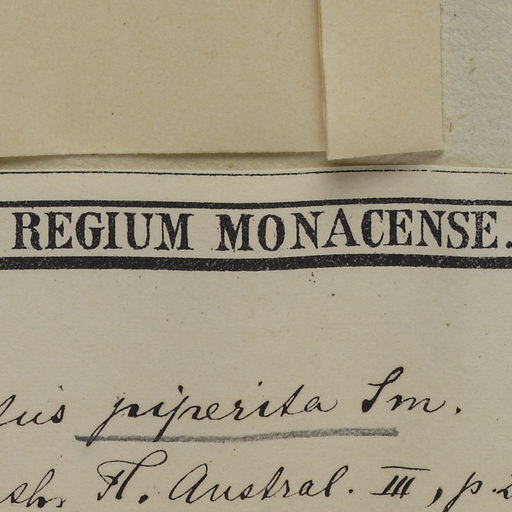 REGIUM MONACENSE.
piperita Sm.
Fl. Austral. III, p.